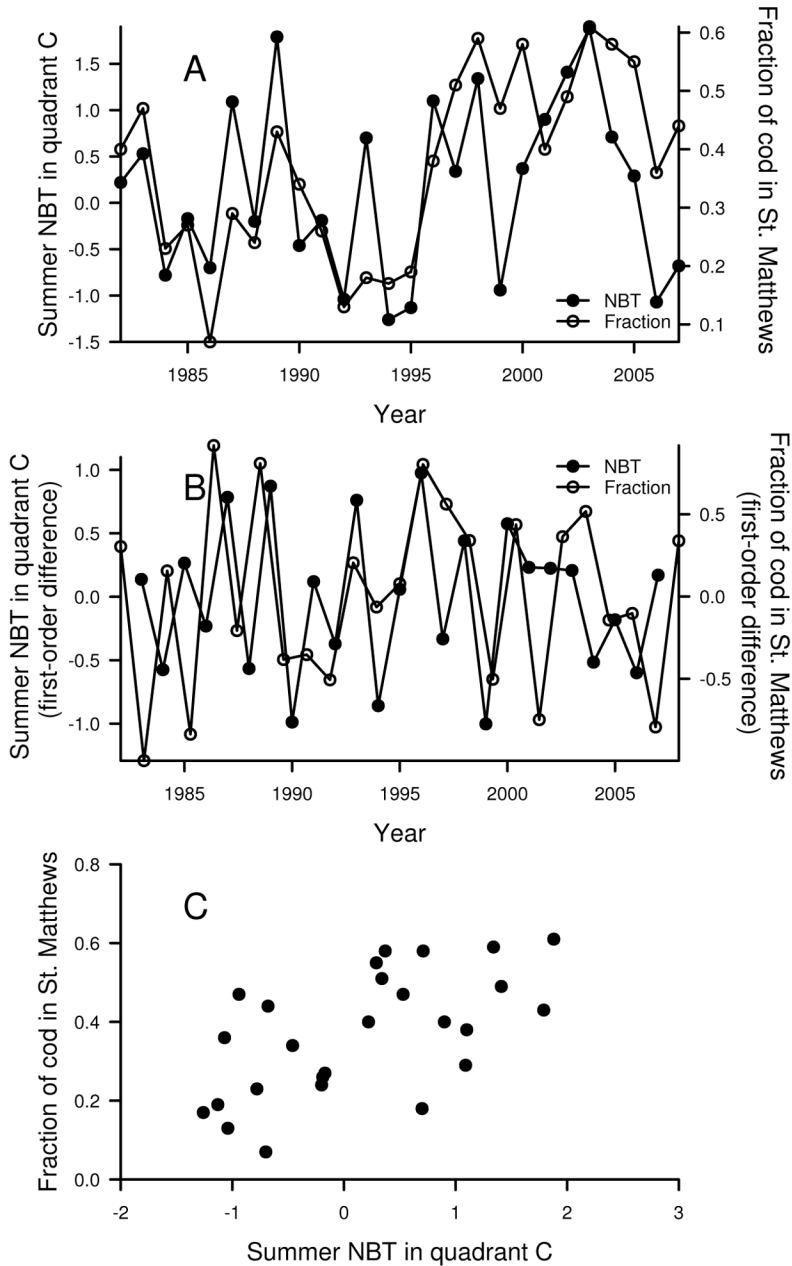 A
Summer NBT in quadrant C
Fraction of cod in St. Matthews
1.5
1.0
0.5
0.0
-0.5
-1.0
-1.5
0.6
0.5
0.4
0.3
0.2
0.1
NBT
Fraction
1985 1990 1995 2000 2005
Year
B
Summer NBT in quadrant C
(first-order difference)
Fraction of cod in St. Matthews
(first-order difference)
1.0
0.5
0.0
-0.5
-1.0
0.5
0.0
-0.5
NBT
Fraction
1985 1990 1995 2000 2005
Year
C
Fraction of cod in St. Matthews
0.8
0.6
0.4
0.2
0.0
-2 -1 0 1 2 3
Summer NBT in quadrant C